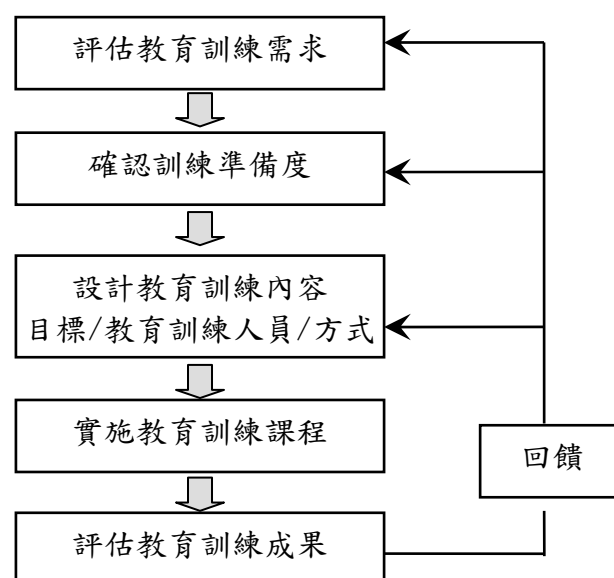 評估教育訓練需求
確認訓練準備度
設計教育訓練內容
目標/教育訓練人員/方式
實施教育訓練課程
回饋
評估教育訓練成果